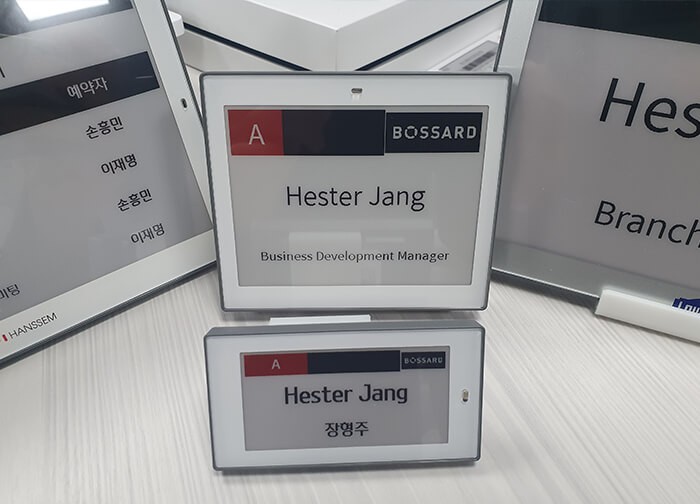 예약자
손흥민
이재명
손흥민
이재명
미팅
HANSSEM
A BOSSARD
Hester Jang
Business Development Manager
A BOSSARD
Hester Jang
장형주
Hes
Branch